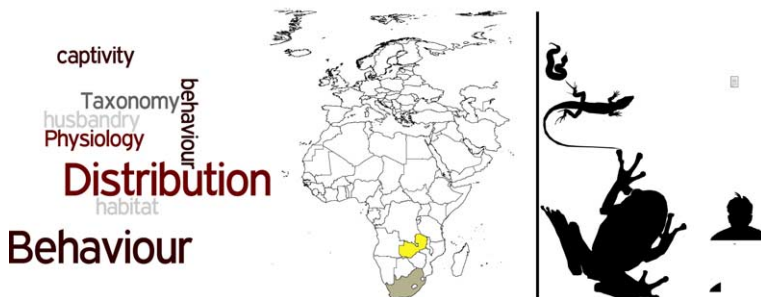 captivity
Taxonomy
behaviour
husbandry
Physiology
Distribution
habitat
Behaviour